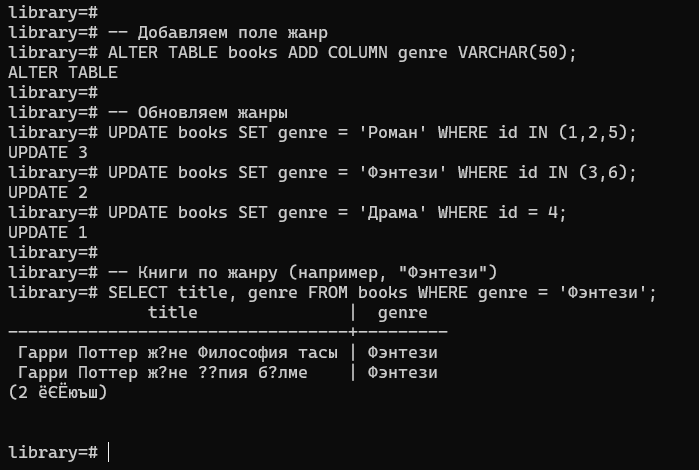 library=#
library=# -- Добавляем поле жанр
library=# ALTER TABLE books ADD COLUMN genre VARCHAR(50);
ALTER TABLE
library=#
library=# -- Обновляем жанры
library=# UPDATE books SET genre = 'Роман' WHERE id IN (1,2,5);
UPDATE 3
library=# UPDATE books SET genre = 'Фэнтези' WHERE id IN (3,6);
UPDATE 2
library=# UPDATE books SET genre = 'Драма' WHERE id = 4;
UPDATE 1
library=#
library=# -- Книги по жанру (например, "Фэнтези")
library=# SELECT title, genre FROM books WHERE genre = 'Фэнтези';
              title               |  genre
----------------------------------+---------
 Гарри Поттер ж?не Философия тасы | Фэнтези
 Гарри Поттер ж?не ??пия б?лме    | Фэнтези
(2 ёЄЁюъш)
library=#